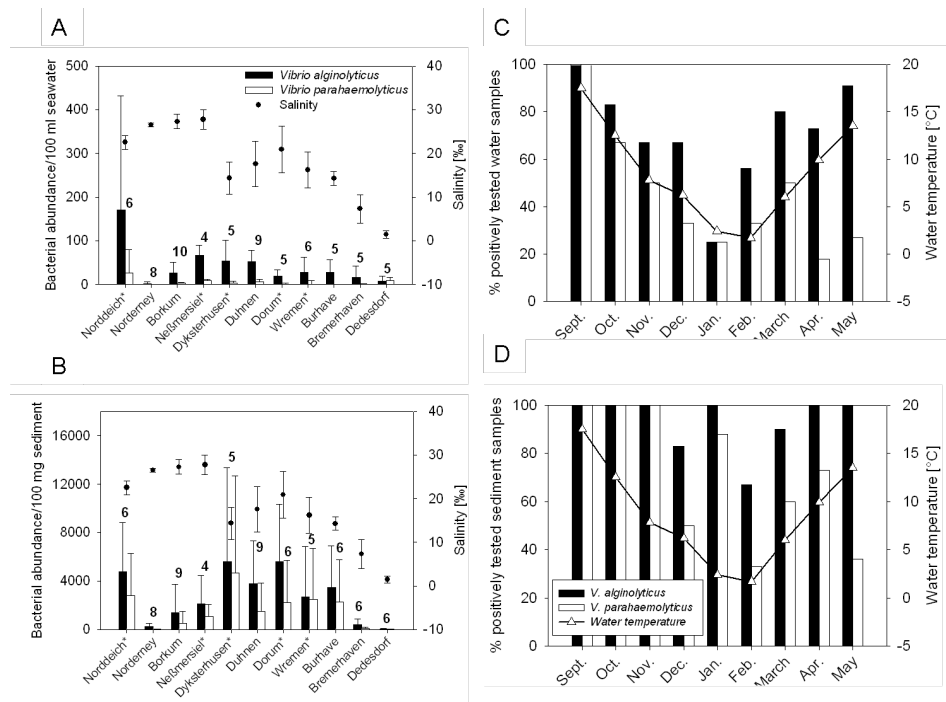 A
Bacterial abundance/100 ml seawater
500
400
300
200
100
0
Vibrio alginolyticus
Vibrio parahaemolyticus
Salinity
6
8
10
4
5
9
5
6
5
5
5
40
30
20
10
0
-10
Salinity [‰]
Norddeich*
Norderney
Borkum
Neßmersiel*
Dyksterhusen*
Duhnen
Dorum*
Wremen*
Burhave
Bremerhaven
Dedesdorf
B
Bacterial abundance/100 mg sediment
16000
12000
8000
4000
0
6
8
9
4
5
9
6
5
6
6
6
40
30
20
10
0
-10
Salinity [‰]
Norddeich*
Norderney
Borkum
Neßmersiel*
Dyksterhusen*
Duhnen
Dorum*
Wremen*
Burhave
Bremerhaven
Dedesdorf
C
% positively tested water samples
100
80
60
40
20
0
20
15
10
5
0
-5
Water temperature [°C]
Sept.
Oct.
Nov.
Dec.
Jan.
Feb.
March
Apr.
May
D
% positively tested sediment samples
100
80
60
40
20
0
V. alginolyticus
V. parahaemolyticus
Water temperature
20
15
10
5
0
-5
Water temperature [°C]
Sept.
Oct.
Nov.
Dec.
Jan.
Feb.
March
Apr.
May